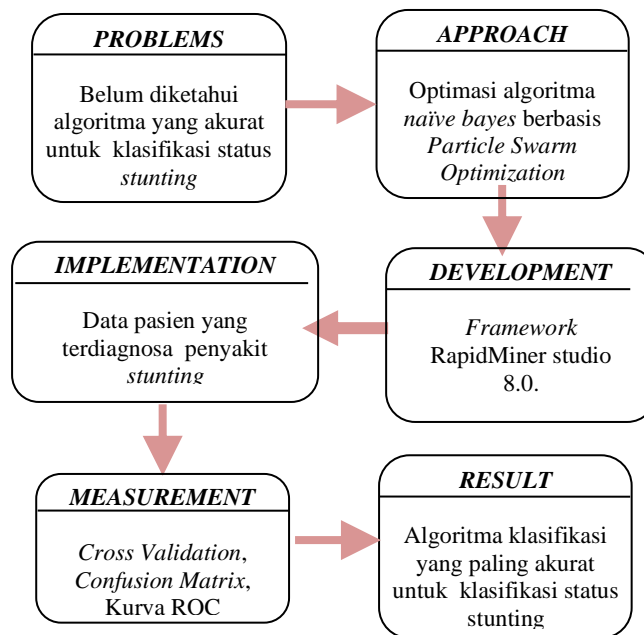 PROBLEMS
Belum diketahui
algoritma yang akurat
untuk klasifikasi status
stunting
APPROACH
Optimasi algoritma
naïve bayes berbasis
Particle Swarm
Optimization
IMPLEMENTATION
Data pasien yang
terdiagnosa penyakit
stunting
DEVELOPMENT
Framework
RapidMiner studio
8.0.
MEASUREMENT
Cross Validation,
Confusion Matrix,
Kurva ROC
RESULT
Algoritma klasifikasi
yang paling akurat
untuk klasifikasi status
stunting